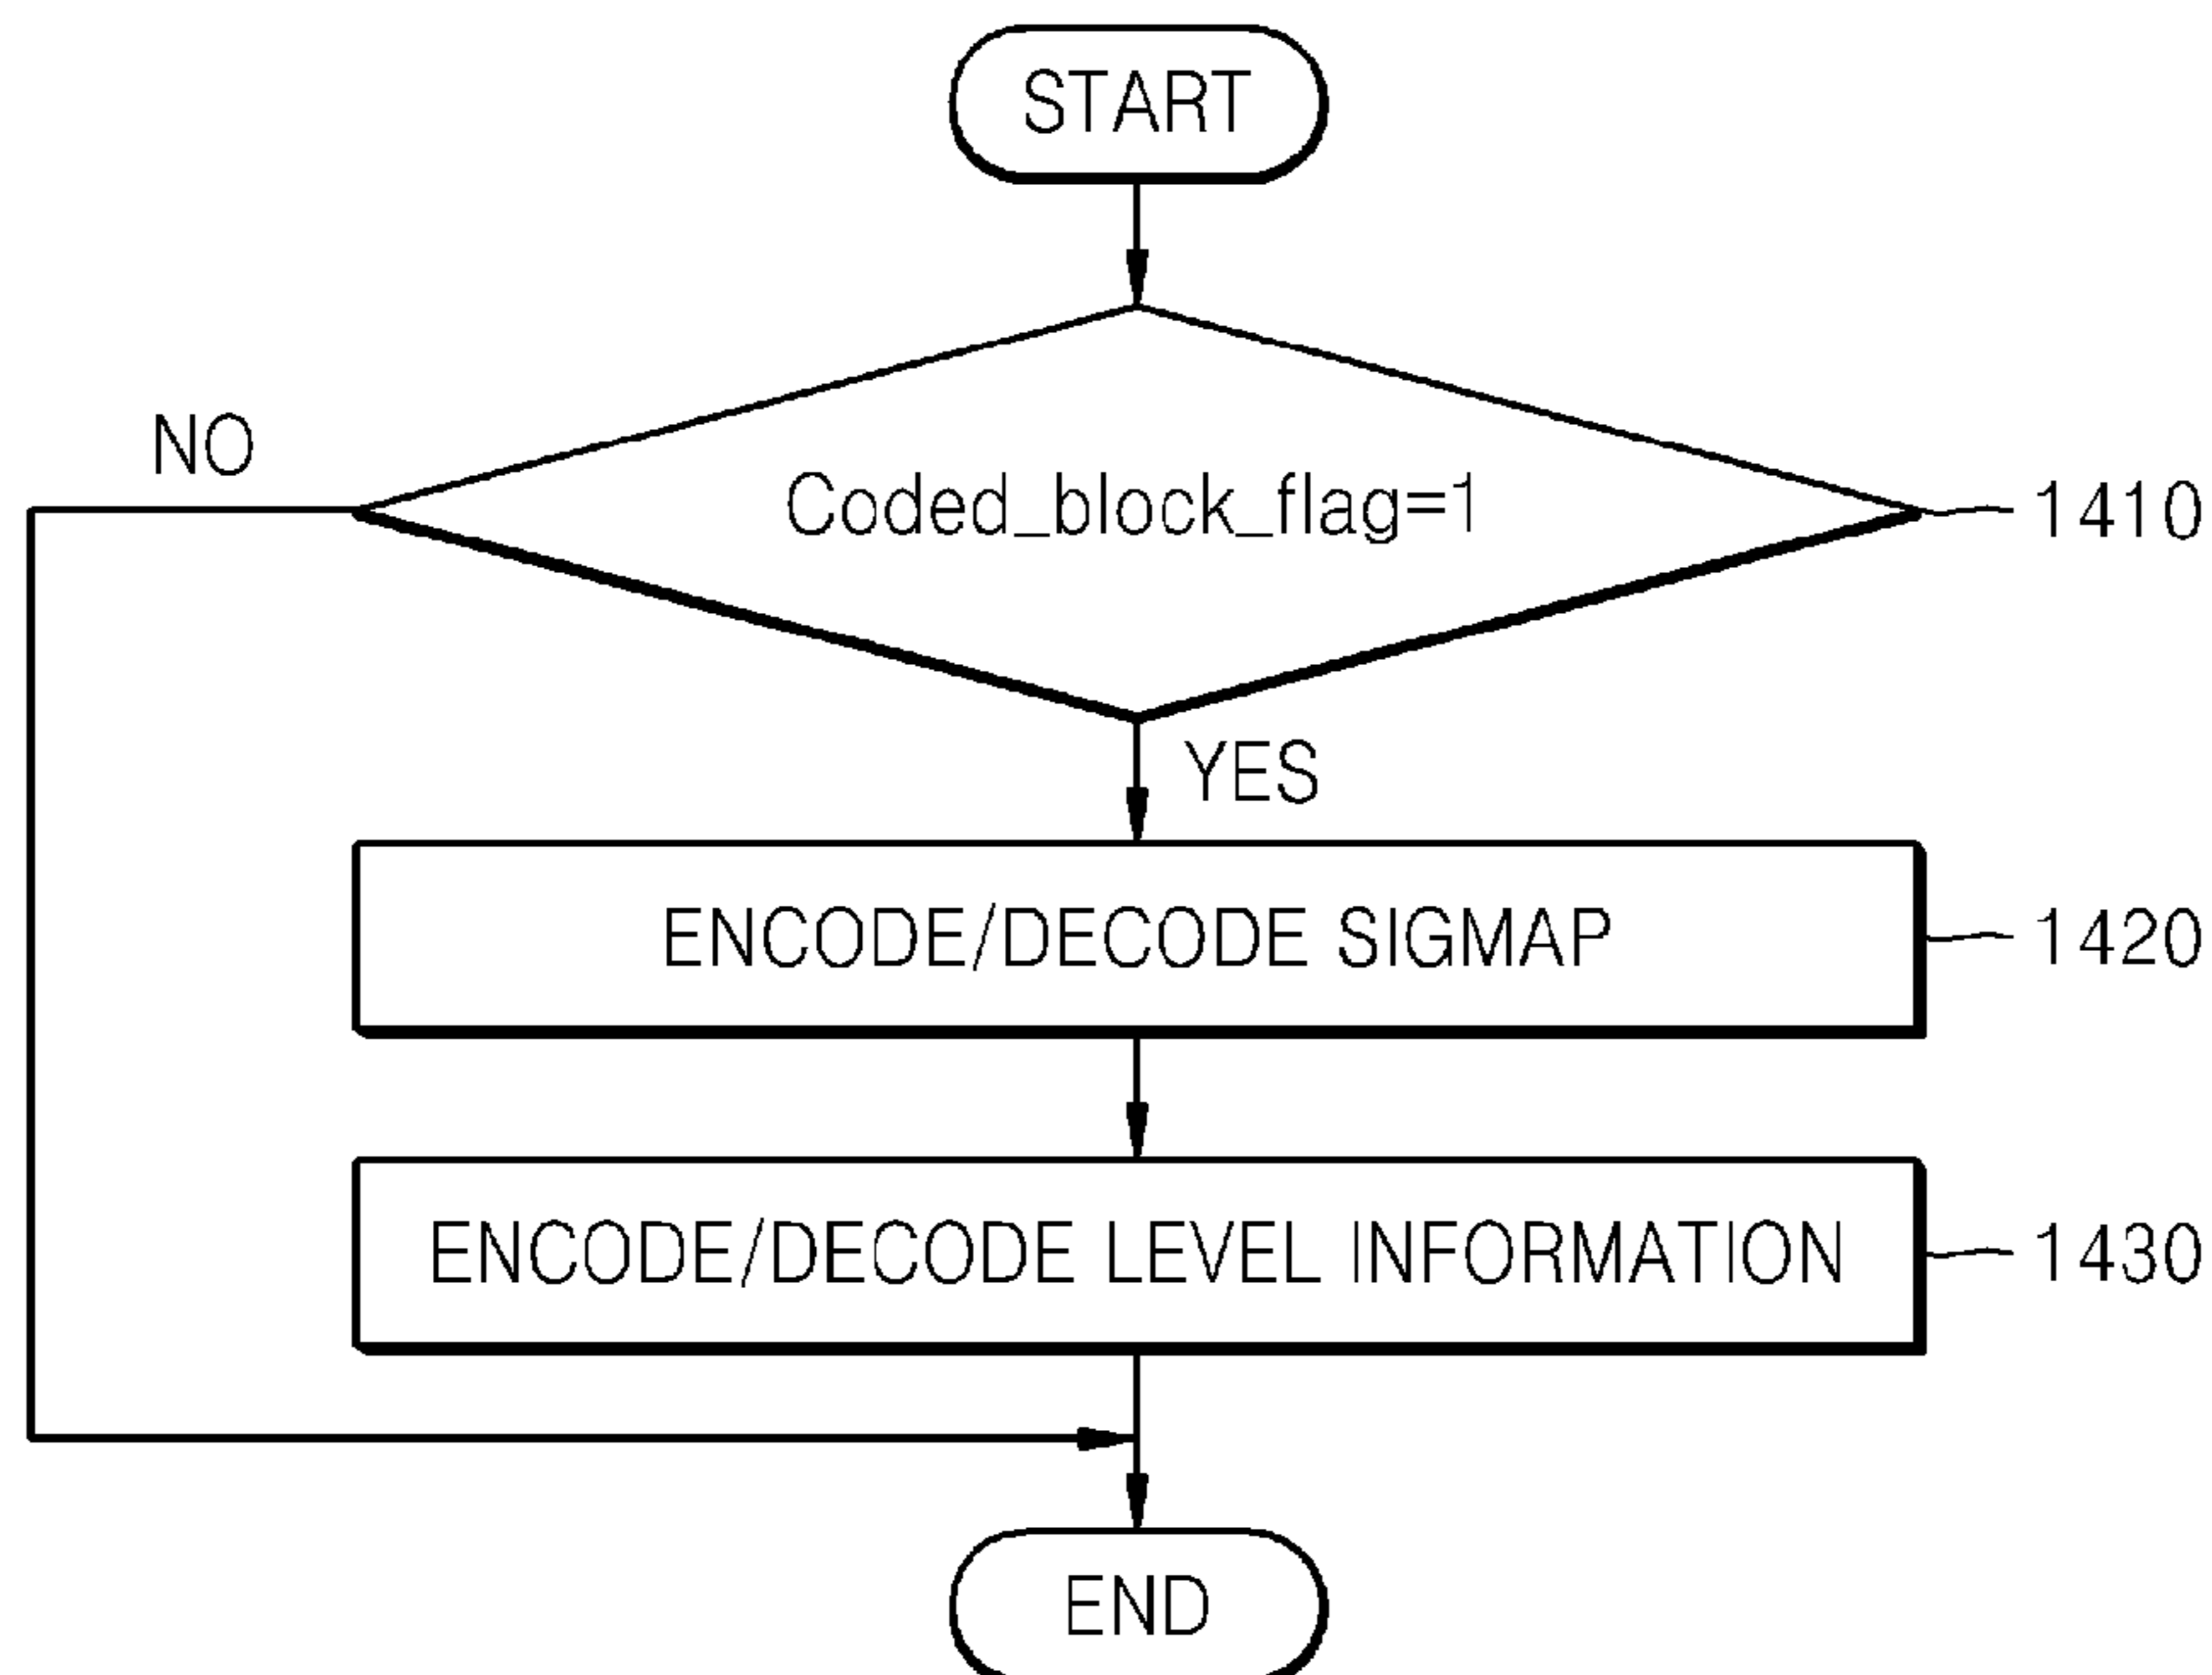 START
NO
Coded_block_flag=1
1410
YES
ENCODE/DECODE SIGMAP
1420
ENCODE/DECODE LEVEL INFORMATION
1430
END